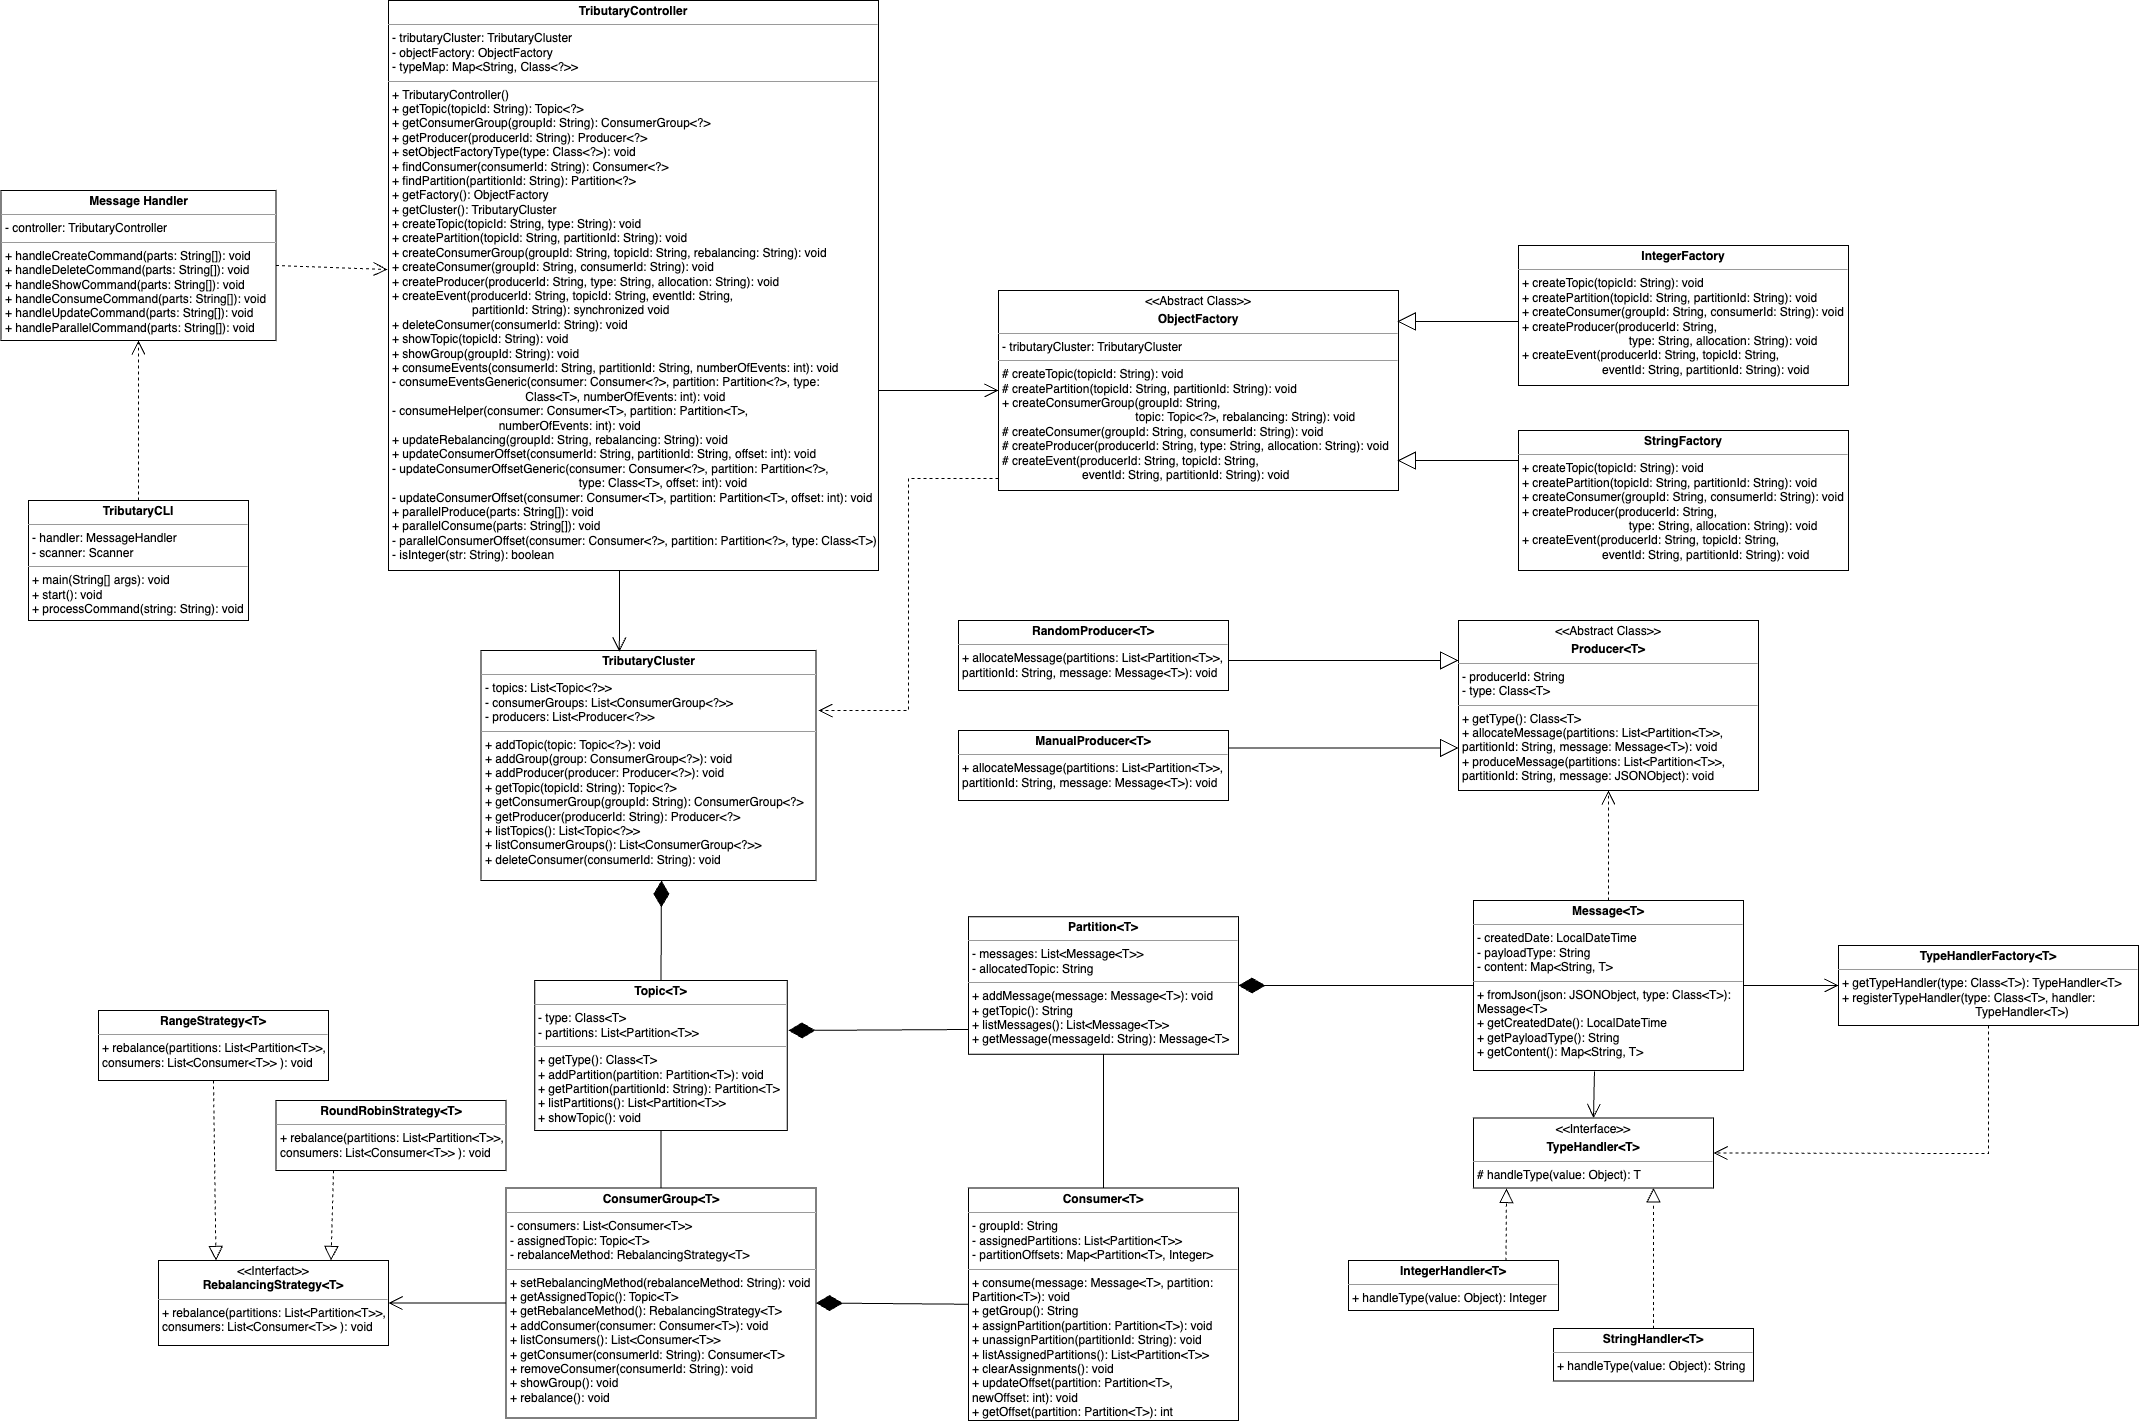 TributaryController
- tributaryCluster: TributaryCluster
- objectFactory: ObjectFactory
- typeMap: Map<String, Class<?>>
+ TributaryController()
+ getTopic(topicId: String): Topic<?>
+ getConsumerGroup(groupId: String): ConsumerGroup<?>
+ getProducer(producerId: String): Producer<?>
+ setObjectFactoryType(type: Class<?>): void
+ findConsumer(consumerId: String): Consumer<?>
+ findPartition(partitionId: String): Partition<?>
+ getFactory(): ObjectFactory
+ getCluster(): TributaryCluster
+ createTopic(topicId: String, type: String): void
+ createPartition(topicId: String, partitionId: String): void
+ createConsumerGroup(groupId: String, topicId: String, rebalancing: String): void
+ createConsumer(groupId: String, consumerId: String): void
+ createProducer(producerId: String, type: String, allocation: String): void
+ createEvent(producerId: String, topicId: String, eventId: String,
partitionId: String): synchronized void
+ deleteConsumer(consumerId: String): void
+ showTopic(topicId: String): void
+ showGroup(groupId: String): void
+ consumeEvents(consumerId: String, partitionId: String, numberOfEvents: int): void
- consumeEventsGeneric(consumer: Consumer<?>, partition: Partition<?>, type:
Class<T>, numberOfEvents: int): void
- consumeHelper(consumer: Consumer<T>, partition: Partition<T>,
numberOfEvents: int): void
+ updateRebalancing(groupId: String, rebalancing: String): void
+ updateConsumerOffset(consumerId: String, partitionId: String, offset: int): void
- updateConsumerOffsetGeneric(consumer: Consumer<?>, partition: Partition<?>,
type: Class<T>, offset: int): void
- updateConsumerOffset(consumer: Consumer<T>, partition: Partition<T>, offset: int): void
+ parallelProduce(parts: String[]): void
+ parallelConsume(parts: String[]): void
- parallelConsumerOffset(consumer: Consumer<?>, partition: Partition<?>, type: Class<T>)
- isInteger(str: String): boolean
Message Handler
- controller: TributaryController
+ handleCreateCommand(parts: String[]): void
+ handleDeleteCommand(parts: String[]): void
+ handleShowCommand(parts: String[]): void
+ handleConsumeCommand(parts: String[]): void
+ handleUpdateCommand(parts: String[]): void
+ handleParallelCommand(parts: String[]): void
TributaryCLI
- handler: MessageHandler
- scanner: Scanner
+ main(String[] args): void
+ start(): void
+ processCommand(string: String): void
<<Abstract Class>>
ObjectFactory
- tributaryCluster: TributaryCluster
# createTopic(topicId: String): void
# createPartition(topicId: String, partitionId: String): void
+ createConsumerGroup(groupId: String,
topic: Topic<?>, rebalancing: String): void
# createConsumer(groupId: String, consumerId: String): void
# createProducer(producerId: String, type: String, allocation: String): void
# createEvent(producerId: String, topicId: String,
eventId: String, partitionId: String): void
IntegerFactory
+ createTopic(topicId: String): void
+ createPartition(topicId: String, partitionId: String): void
+ createConsumer(groupId: String, consumerId: String): void
+ createProducer(producerId: String,
type: String, allocation: String): void
+ createEvent(producerId: String, topicId: String,
eventId: String, partitionId: String): void
StringFactory
+ createTopic(topicId: String): void
+ createPartition(topicId: String, partitionId: String): void
+ createConsumer(groupId: String, consumerId: String): void
+ createProducer(producerId: String,
type: String, allocation: String): void
+ createEvent(producerId: String, topicId: String,
eventId: String, partitionId: String): void
TributaryCluster
- topics: List<Topic<?>>
- consumerGroups: List<ConsumerGroup<?>>
- producers: List<Producer<?>>
+ addTopic(topic: Topic<?>): void
+ addGroup(group: ConsumerGroup<?>): void
+ addProducer(producer: Producer<?>): void
+ getTopic(topicId: String): Topic<?>
+ getConsumerGroup(groupId: String): ConsumerGroup<?>
+ getProducer(producerId: String): Producer<?>
+ listTopics(): List<Topic<?>>
+ listConsumerGroups(): List<ConsumerGroup<?>>
+ deleteConsumer(consumerId: String): void
RandomProducer<T>
+ allocateMessage(partitions: List<Partition<T>>,
partitionId: String, message: Message<T>): void
ManualProducer<T>
+ allocateMessage(partitions: List<Partition<T>>,
partitionId: String, message: Message<T>): void
<<Abstract Class>>
Producer<T>
- producerId: String
- type: Class<T>
+ getType(): Class<T>
+ allocateMessage(partitions: List<Partition<T>>,
partitionId: String, message: Message<T>): void
+ produceMessage(partitions: List<Partition<T>>,
partitionId: String, message: JSONObject): void
Topic<T>
- type: Class<T>
- partitions: List<Partition<T>>
+ getType(): Class<T>
+ addPartition(partition: Partition<T>): void
+ getPartition(partitionId: String): Partition<T>
+ listPartitions(): List<Partition<T>>
+ showTopic(): void
Partition<T>
- messages: List<Message<T>>
- allocatedTopic: String
+ addMessage(message: Message<T>): void
+ getTopic(): String
+ listMessages(): List<Message<T>>
+ getMessage(messageId: String): Message<T>
Message<T>
- createdDate: LocalDateTime
- payloadType: String
- content: Map<String, T>
+ fromJson(json: JSONObject, type: Class<T>):
Message<T>
+ getCreatedDate(): LocalDateTime
+ getPayloadType(): String
+ getContent(): Map<String, T>
TypeHandlerFactory<T>
+ getTypeHandler(type: Class<T>): TypeHandler<T>
+ registerTypeHandler(type: Class<T>, handler:
TypeHandler<T>)
RangeStrategy<T>
+ rebalance(partitions: List<Partition<T>>,
consumers: List<Consumer<T>> ): void
RoundRobinStrategy<T>
+ rebalance(partitions: List<Partition<T>>,
consumers: List<Consumer<T>> ): void
<<Interfact>>
RebalancingStrategy<T>
+ rebalance(partitions: List<Partition<T>>,
consumers: List<Consumer<T>> ): void
ConsumerGroup<T>
- consumers: List<Consumer<T>>
- assignedTopic: Topic<T>
- rebalanceMethod: RebalancingStrategy<T>
+ setRebalancingMethod(rebalanceMethod: String): void
+ getAssignedTopic(): Topic<T>
+ getRebalanceMethod(): RebalancingStrategy<T>
+ addConsumer(consumer: Consumer<T>): void
+ listConsumers(): List<Consumer<T>>
+ getConsumer(consumerId: String): Consumer<T>
+ removeConsumer(consumerId: String): void
+ showGroup(): void
+ rebalance(): void
Consumer<T>
- groupId: String
- assignedPartitions: List<Partition<T>>
- partitionOffsets: Map<Partition<T>, Integer>
+ consume(message: Message<T>, partition:
Partition<T>): void
+ getGroup(): String
+ assignPartition(partition: Partition<T>): void
+ unassignPartition(partitionId: String): void
+ listAssignedPartitions(): List<Partition<T>>
+ clearAssignments(): void
+ updateOffset(partition: Partition<T>,
newOffset: int): void
+ getOffset(partition: Partition<T>): int
<<Interface>>
TypeHandler<T>
# handleType(value: Object): T
IntegerHandler<T>
+ handleType(value: Object): Integer
StringHandler<T>
+ handleType(value: Object): String